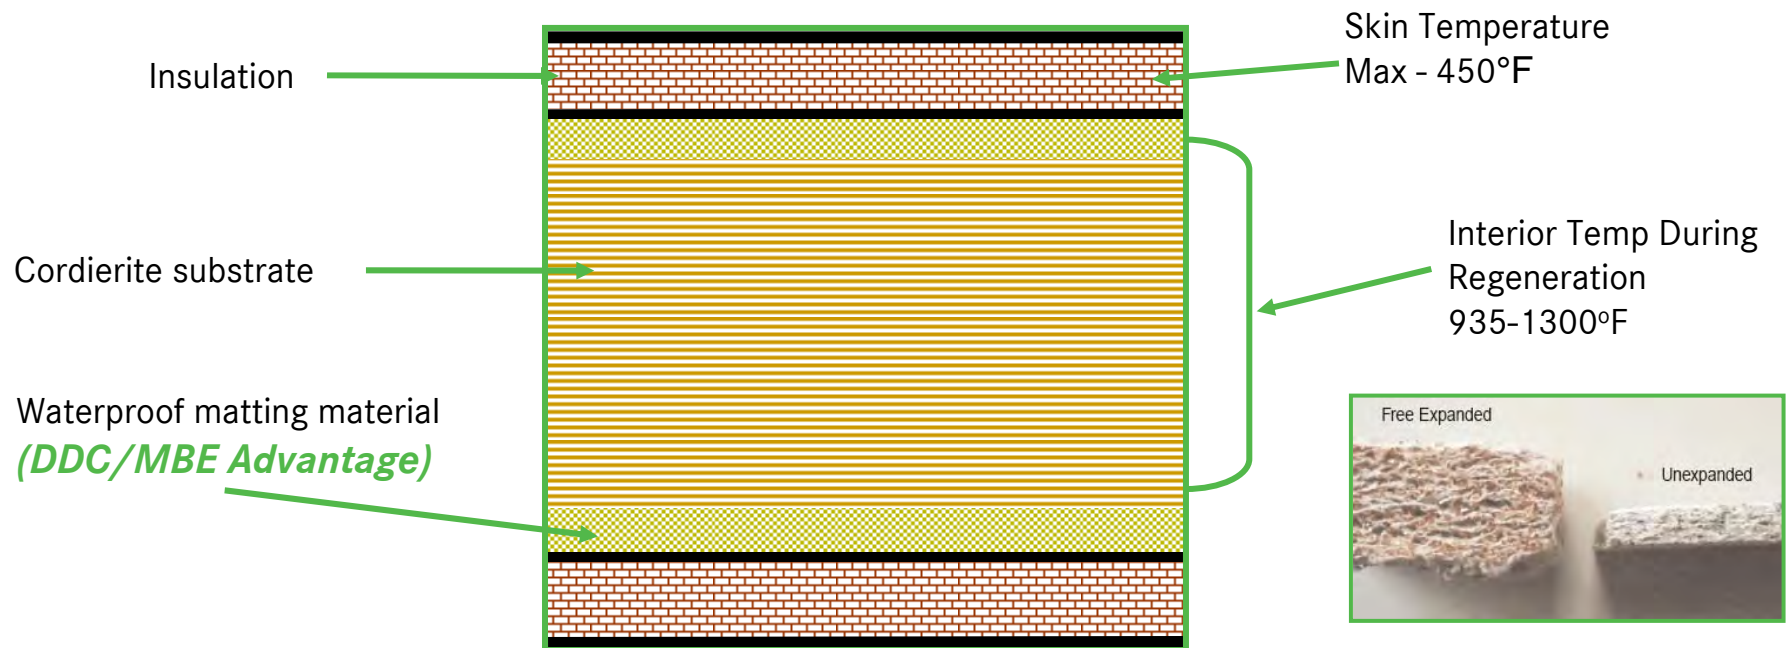 Insulation
Skin Temperature
Max - 450°F
Cordierite substrate
Interior Temp During
Regeneration
935-1300ºF
Waterproof matting material
(DDC/MBE Advantage)
Free Expanded
Unexpanded